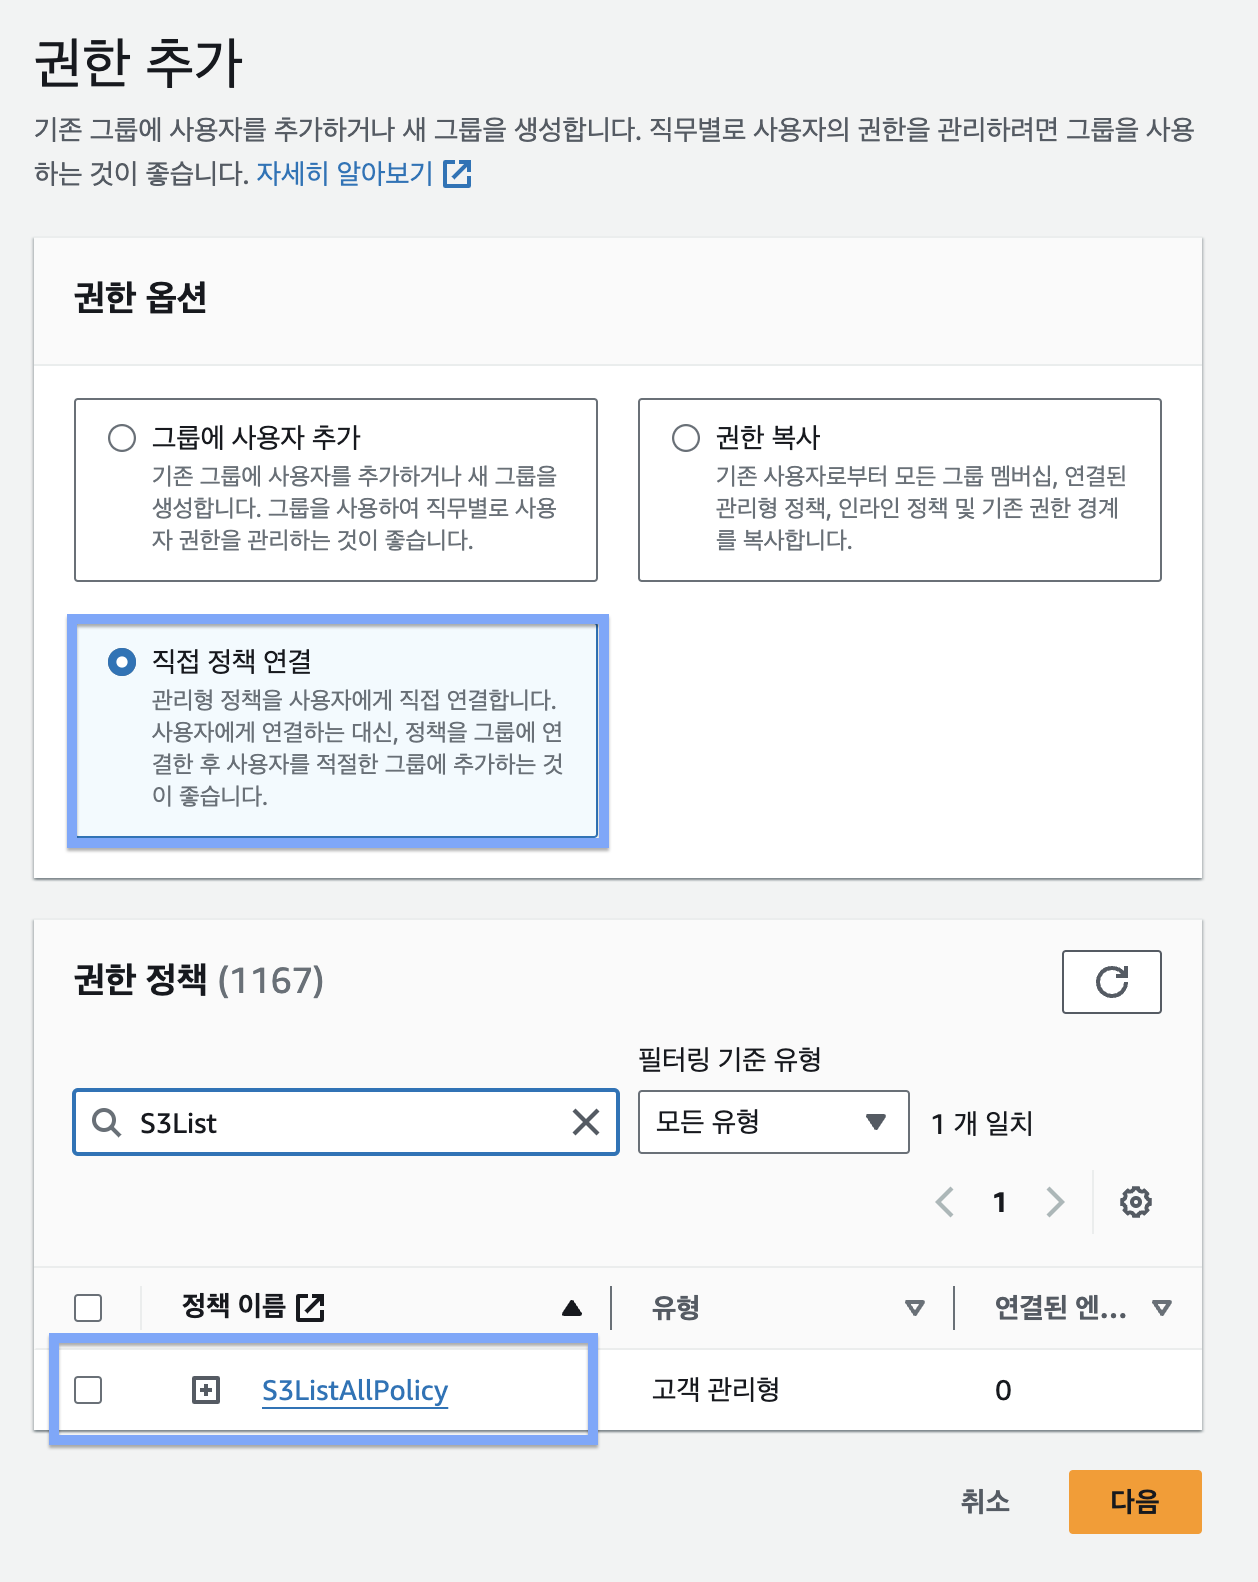 권한 추가
기존 그룹에 사용자를 추가하거나 새 그룹을 생성합니다. 직무별로 사용자의 권한을 관리하려면 그룹을 사용
하는 것이 좋습니다. 자세히 알아보기
권한 옵션
그룹에 사용자 추가
기존 그룹에 사용자를 추가하거나 새 그룹을
생성합니다. 그룹을 사용하여 직무별로 사용
자 권한을 관리하는 것이 좋습니다.
권한 복사
기존 사용자로부터 모든 그룹 멤버십, 연결된
관리형 정책, 인라인 정책 및 기존 권한 경계
를 복사합니다.
직접 정책 연결
관리형 정책을 사용자에게 직접 연결합니다.
사용자에게 연결하는 대신, 정책을 그룹에 연
결한 후 사용자를 적절한 그룹에 추가하는 것
이 좋습니다.
권한 정책 (1167)
필터링 기준 유형
S3List
모든 유형
1 개 일치
1
정책 이름
유형
연결된 엔...
S3ListAllPolicy
고객 관리형
0
취소
다음